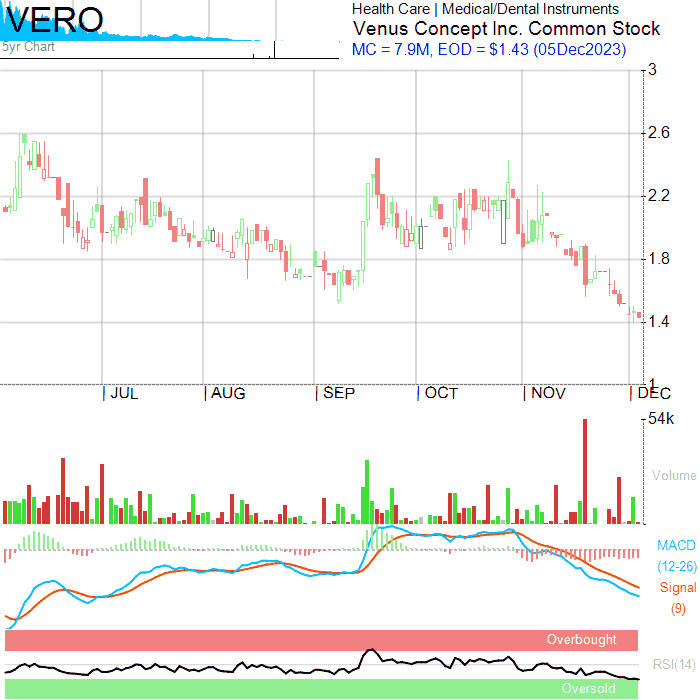 VERO
5yr Chart
Health Care | Medical/Dental Instruments
Venus Concept Inc. Common Stock
MC = 7.9M, EOD = $1.43 (05Dec2023)
3
2.6
2.2
1.8
1.4
1
JUL
AUG
SEP
OCT
NOV
DEC
54k
Volume
MACD
(12-26)
Signal
(9)
Overbought
RSI(14)
Oversold